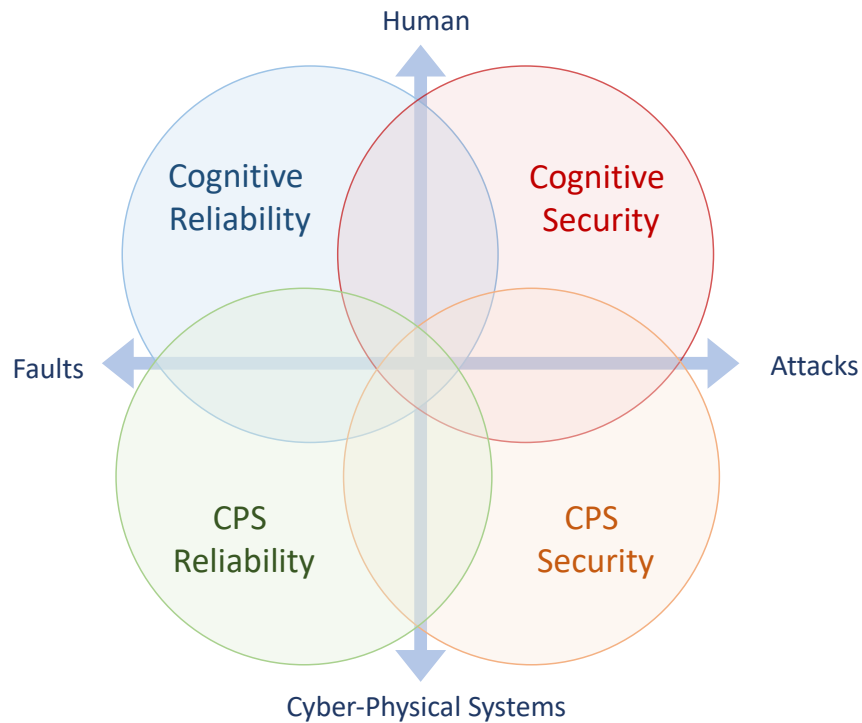 Human
Cognitive
Reliability
Cognitive
Security
Faults
Attacks
CPS
Reliability
CPS
Security
Cyber-Physical Systems